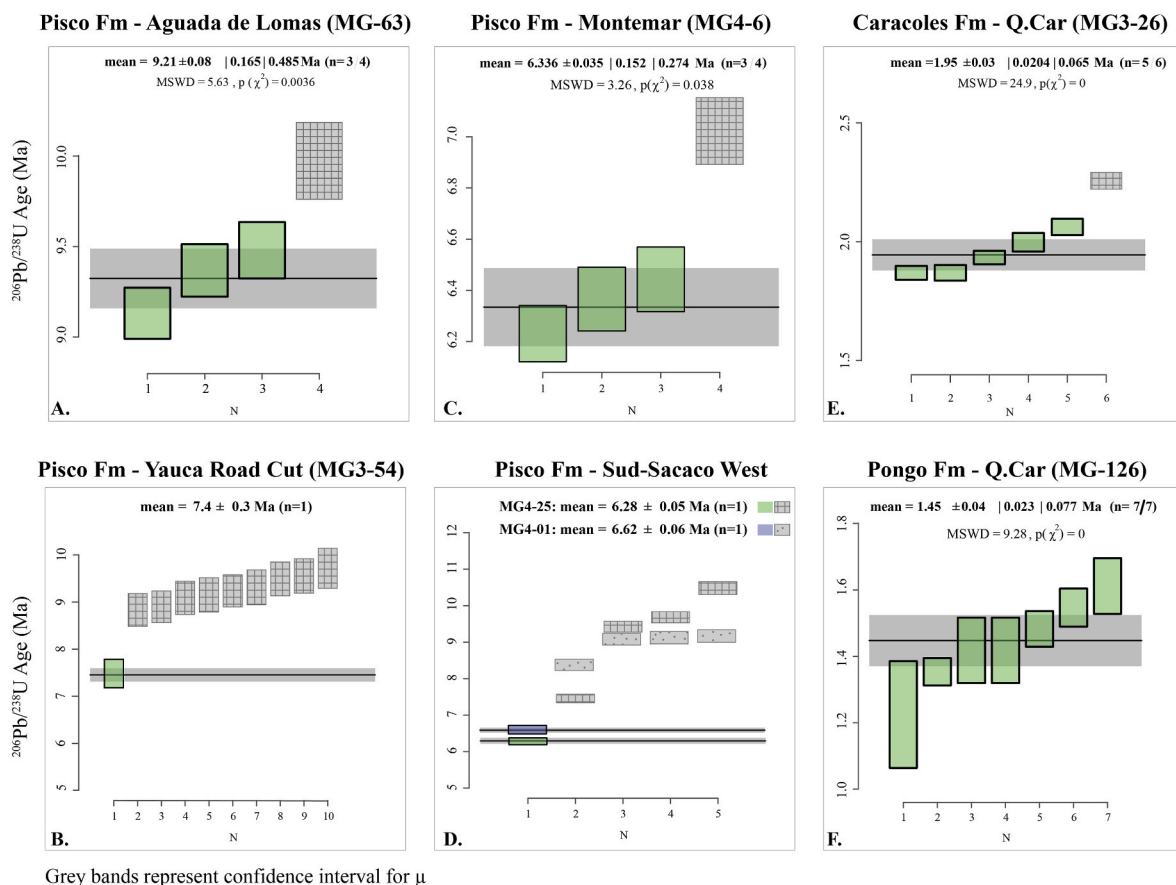 Pisco Fm - Aguada de Lomas (MG-63)
mean = 9.21 ±0.08 | 0.165 | 0.485 Ma (n=3/4)
MSWD = 5.63, p (χ²) = 0.0036
²⁰⁶Pb/²³⁸U Age (Ma)
10.0
9.5
9.0
1 2 3 4
N
A.
Pisco Fm - Montemar (MG4-6)
mean = 6.336 ±0.035 | 0.152 | 0.274 Ma (n=3/4)
MSWD = 3.26, p(χ²) = 0.038
7.0
6.8
6.6
6.4
6.2
1 2 3 4
N
C.
Caracoles Fm - Q.Car (MG3-26)
mean =1.95 ±0.03 |0.0204 | 0.065 Ma (n= 5/6)
MSWD = 24.9, p(χ²) = 0
2.5
2.0
1.5
1 2 3 4 5 6
N
E.
Pisco Fm - Yauca Road Cut (MG3-54)
mean = 7.4 ± 0.3 Ma (n=1)
²⁰⁶Pb/²³⁸U Age (Ma)
10
9
8
7
6
5
1 2 3 4 5 6 7 8 9 10
N
B.
Pisco Fm - Sud-Sacaco West
MG4-25: mean = 6.28 ± 0.05 Ma (n=1)
MG4-01: mean = 6.62 ± 0.06 Ma (n=1)
12
11
10
9
8
7
6
5
1 2 3 4 5
N
D.
Pongo Fm - Q.Car (MG-126)
mean = 1.45 ±0.04 | 0.023 | 0.077 Ma (n= 7/7)
MSWD = 9.28, p(χ²) = 0
1.8
1.6
1.4
1.2
1.0
1 2 3 4 5 6 7
N
F.
Grey bands represent confidence interval for μ